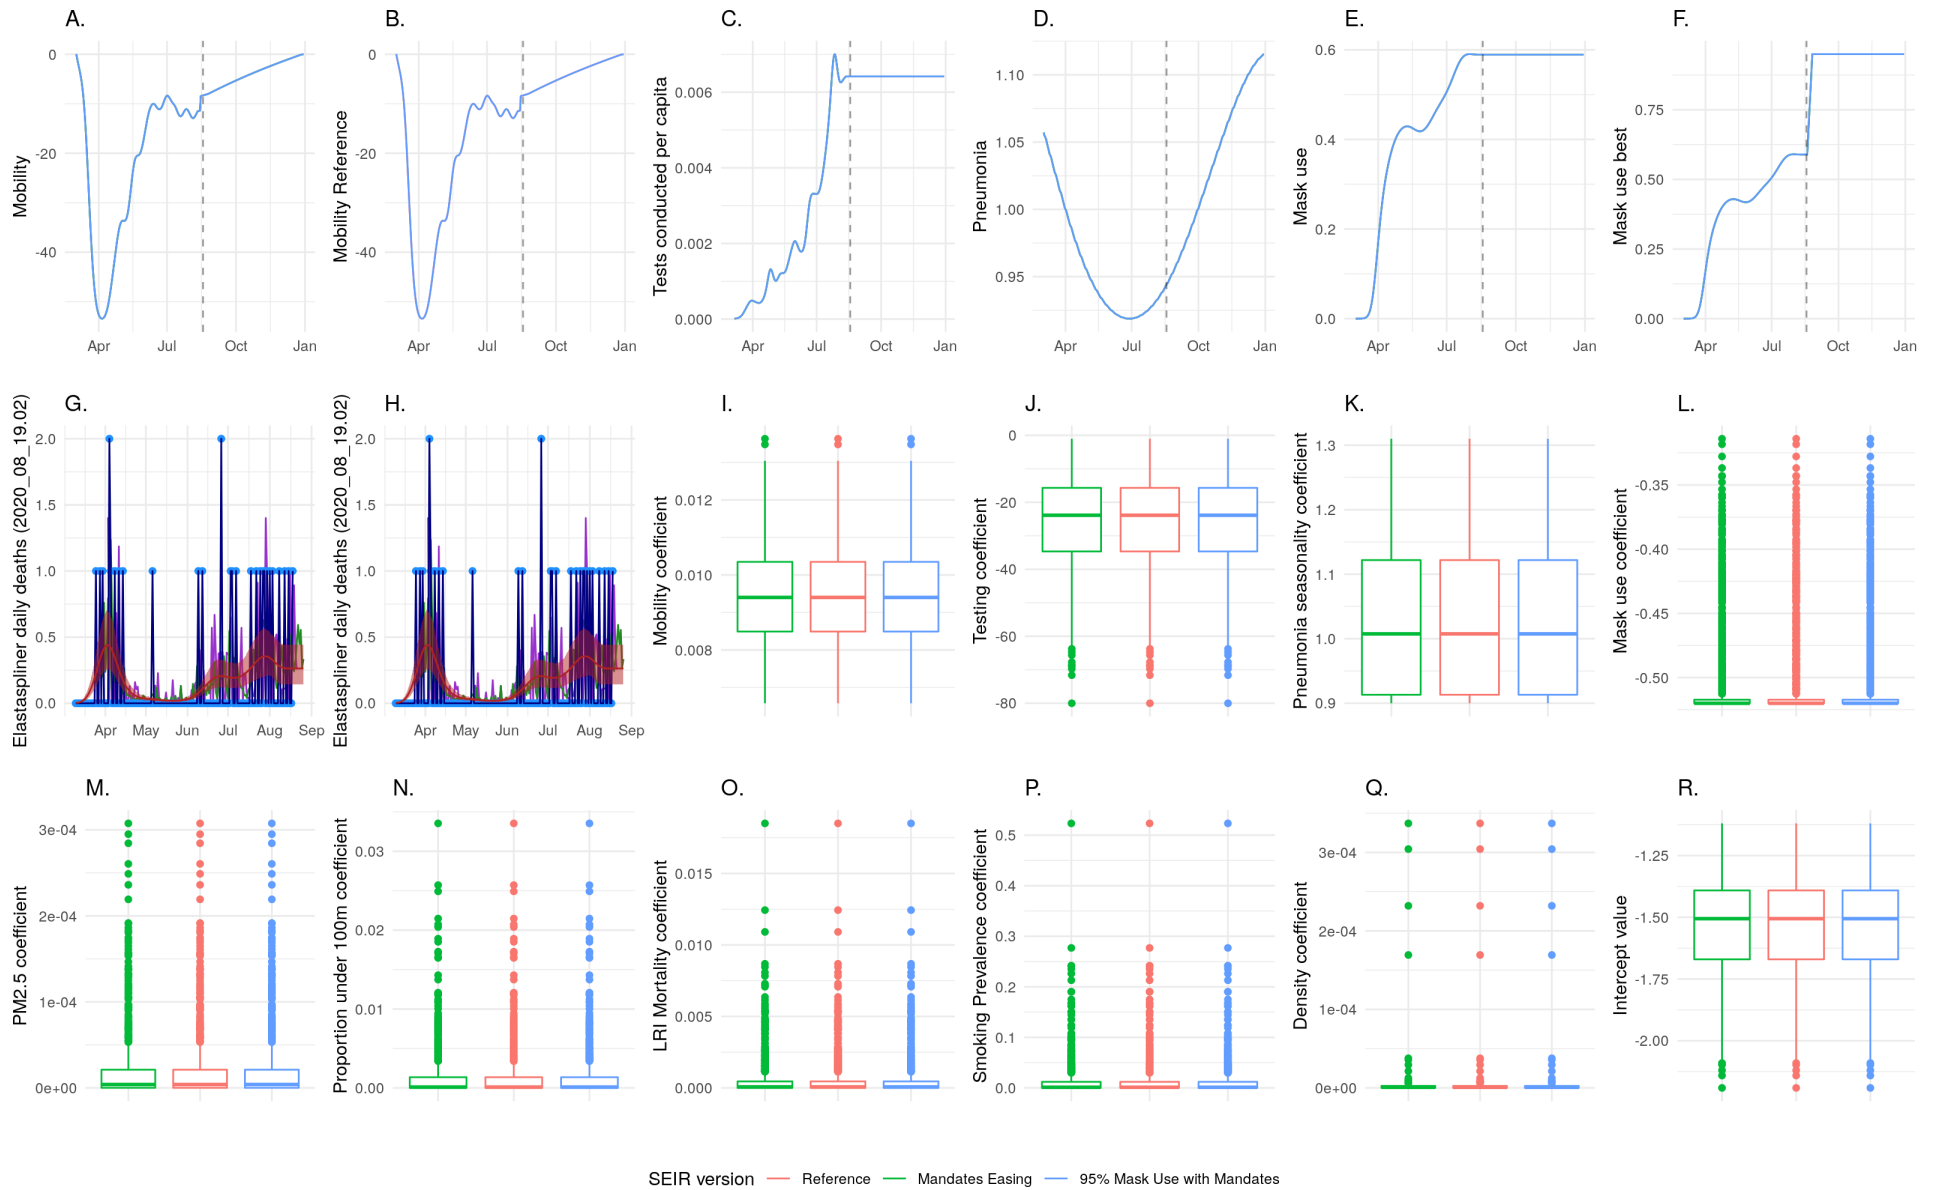 A. B. C. D. E. F.
Mobility
0
-20
-40
Apr Jul Oct Jan
Mobility Reference
0
-20
-40
Apr Jul Oct Jan
Tests conducted per capita
0.006
0.004
0.002
0.000
Apr Jul Oct Jan
Pneumonia
1.10
1.05
1.00
0.95
Apr Jul Oct Jan
Mask use
0.6
0.4
0.2
0.0
Apr Jul Oct Jan
Mask use best
0.75
0.50
0.25
0.00
Apr Jul Oct Jan
G. H. I. J. K. L.
Elastaspliner daily deaths (2020_08_19.02)
2.0
1.5
1.0
0.5
0.0
Apr May Jun Jul Aug Sep
Elastaspliner daily deaths (2020_08_19.02)
2.0
1.5
1.0
0.5
0.0
Apr May Jun Jul Aug Sep
Mobility coefficient
0.012
0.010
0.008
Testing coefficient
0
-20
-40
-60
-80
Pneumonia seasonality coefficient
1.3
1.2
1.1
1.0
0.9
Mask use coefficient
-0.35
-0.40
-0.45
-0.50
M. N. O. P. Q. R.
PM2.5 coefficient
3e-04
2e-04
1e-04
0e+00
Proportion under 100m coefficient
0.03
0.02
0.01
0.00
LRI Mortality coefficient
0.015
0.010
0.005
0.000
Smoking Prevalence coefficient
0.5
0.4
0.3
0.2
0.1
0.0
Density coefficient
3e-04
2e-04
1e-04
0e+00
Intercept value
-1.25
-1.50
-1.75
-2.00
SEIR version Reference Mandates Easing 95% Mask Use with Mandates